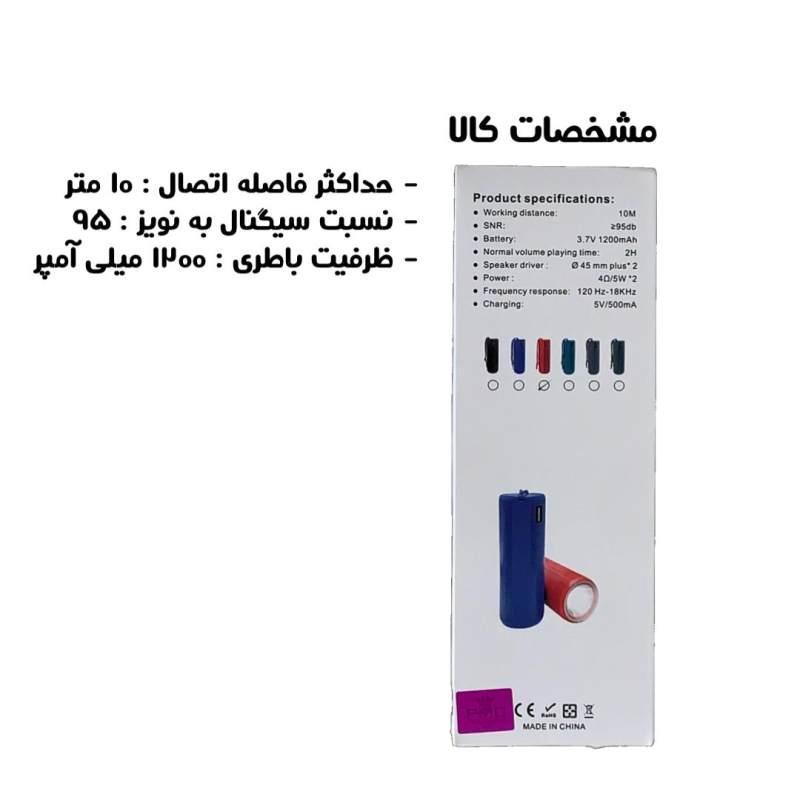 مشخصات کالا
- حداکثر فاصله اتصال : ۱۰ متر
- نسبت سیگنال به نویز : ۹۵
- ظرفیت باطری : ۱۲۰۰ میلی آمپر
Product specifications:
• Working distance: 10M
• SNR: ≥95db
• Battery: 3.7V 1200mAh
• Normal volume playing time: 2H
• Speaker driver: Ø 45 mm plus* 2
• Power: 4Ω/5W *2
• Frequency response: 120 Hz-18KHz
• Charging: 5V/500mA
CE RoHS
MADE IN CHINA